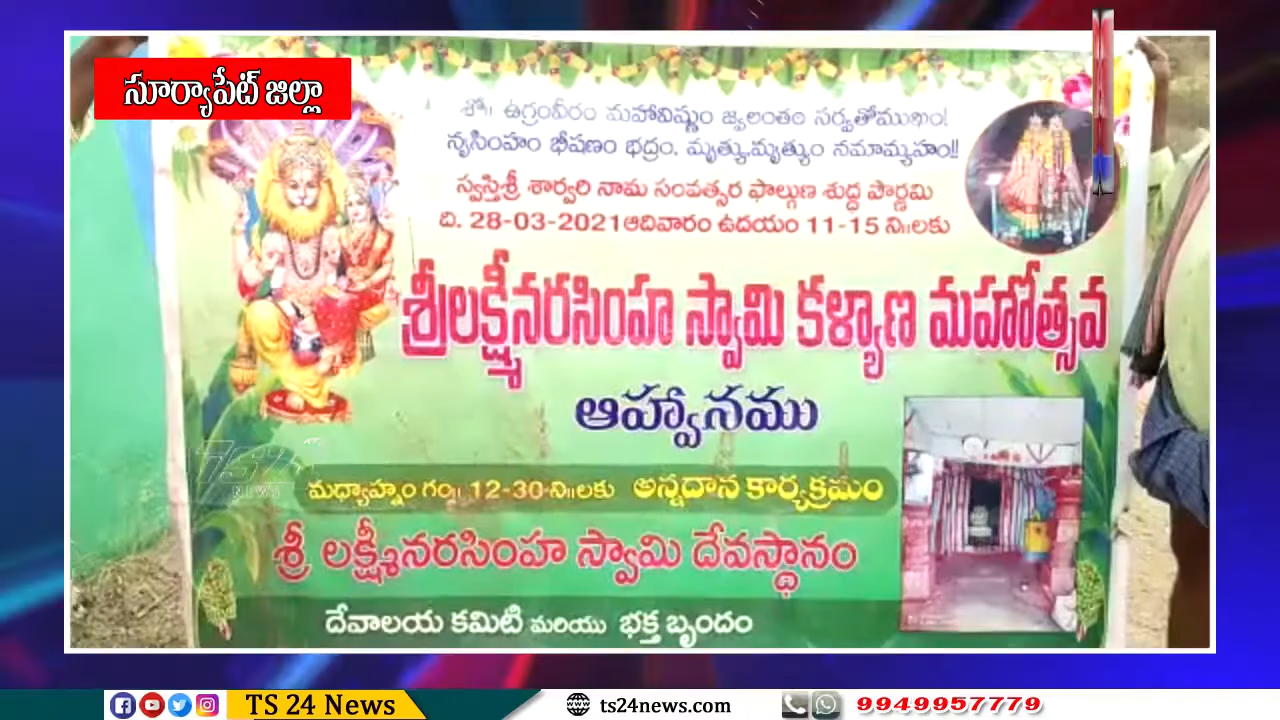 సూర్యాపేట్ జిల్లా
శ్లో॥ ఉగ్రంవీరం మహావిష్ణుం జ్వలంతం సర్వతోముఖం!
నృసింహం భీషణం భద్రం, మృత్యుమృత్యుం నమామ్యహం!!
స్వస్తిశ్రీ శార్వరి నామ సంవత్సర ఫాల్గుణ శుద్ధ పౌర్ణమి
ది. 28-03-2021 ఆదివారం ఉదయం 11-15 ని॥లకు
శ్రీలక్ష్మీనరసింహ స్వామి కళ్యాణ మహోత్సవ
ఆహ్వానము
మధ్యాహ్నం గం॥ 12-30 ని॥లకు అన్నదాన కార్యక్రమం
శ్రీ లక్ష్మీనరసింహ స్వామి దేవస్థానం
దేవాలయ కమిటి మరియు భక్త బృందం
TS24
NEWS
TS 24 News
ts24news.com
9949957779